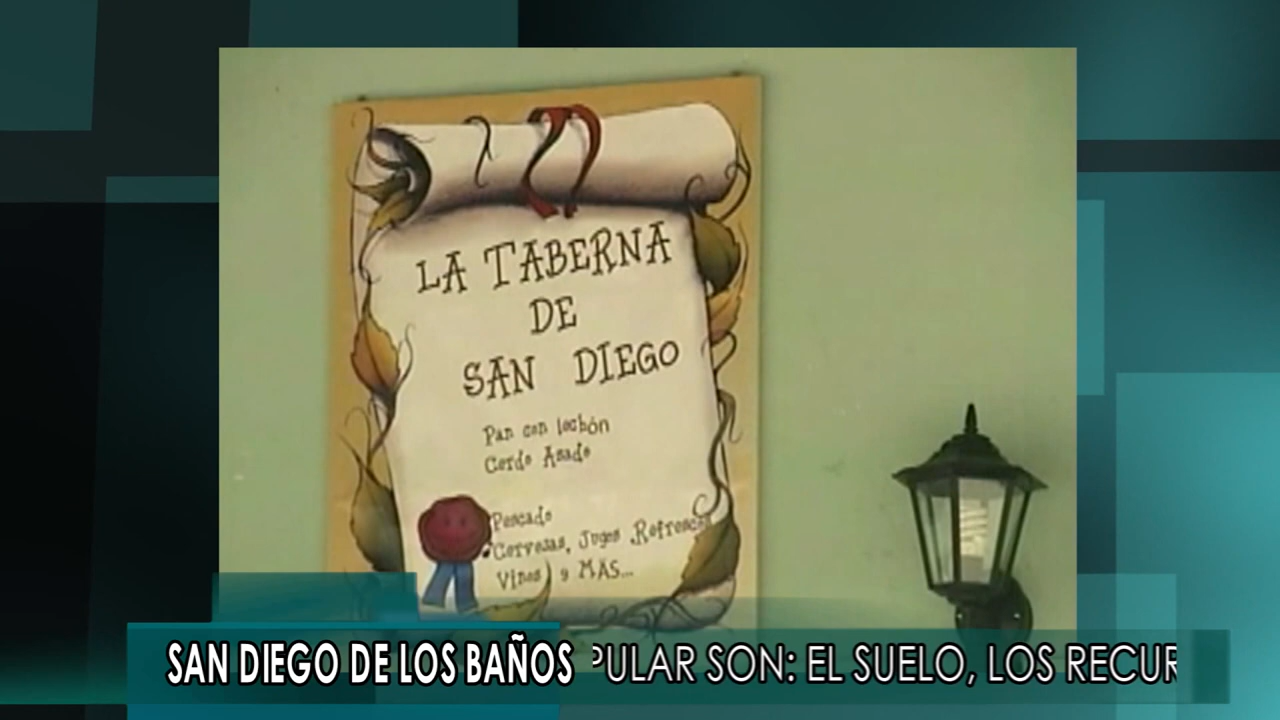 LA TABERNA
DE
SAN DIEGO
Pan con lechón
Cerdo Asado
Pescado
Cervezas, Jugos, Refrescos
Vinos y MÁS...
SAN DIEGO DE LOS BAÑOS
PULAR SON: EL SUELO, LOS RECUR